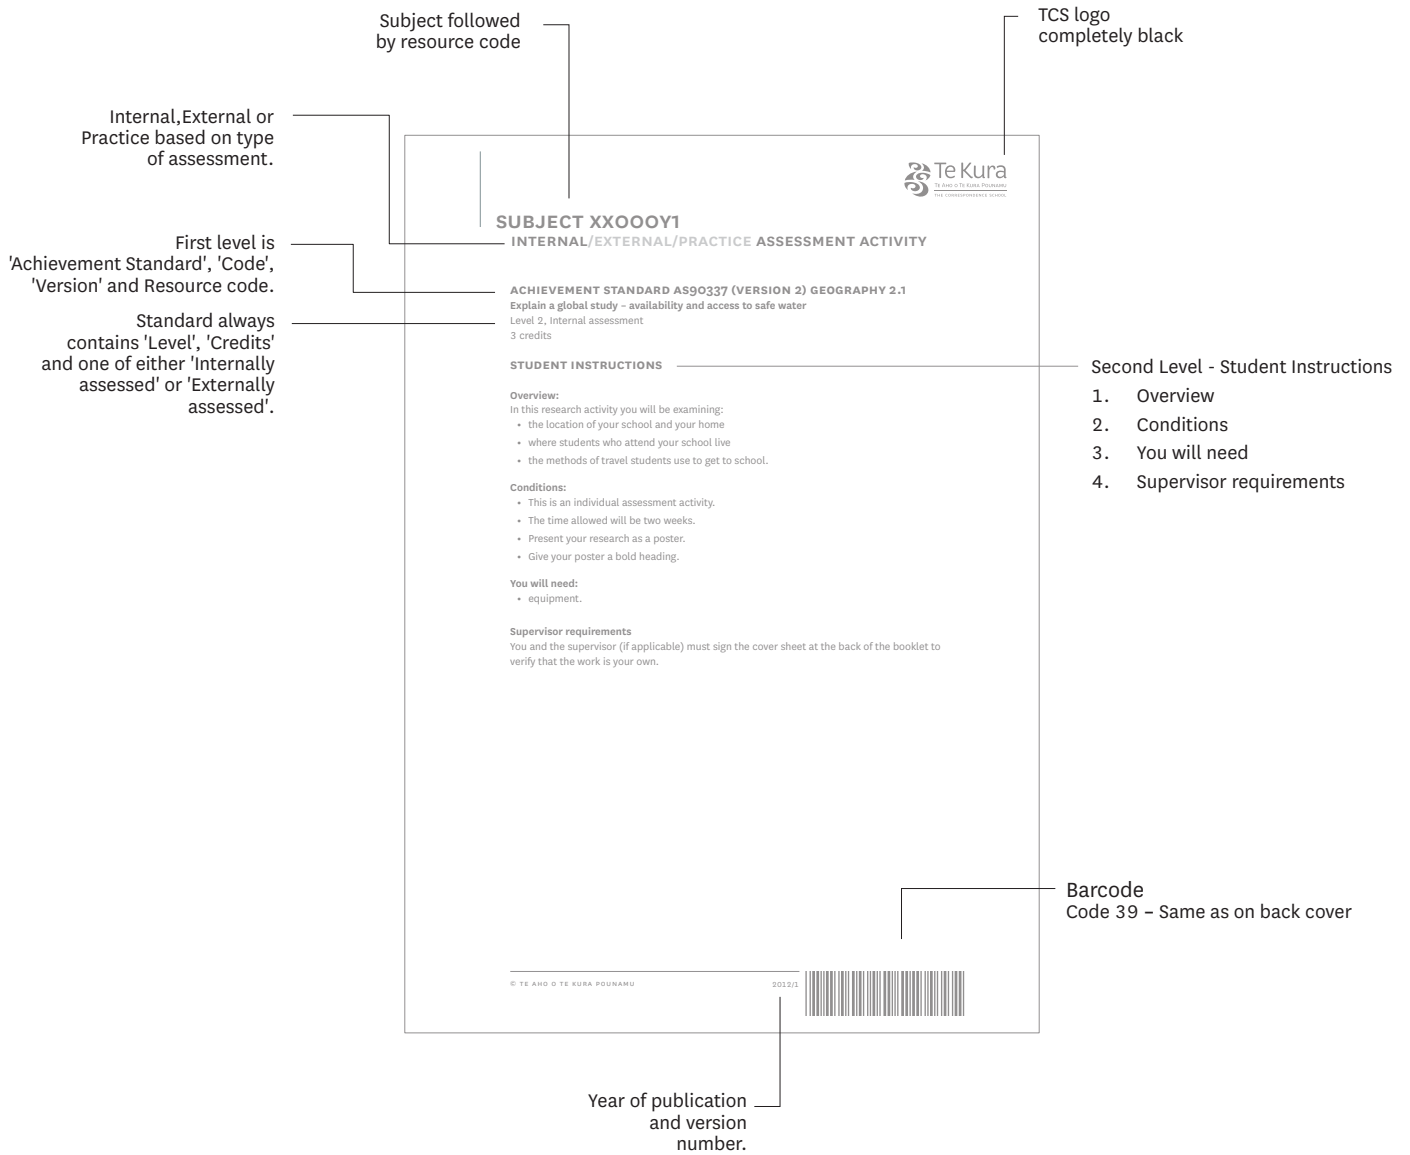 Subject followed
by resource code
TCS logo
completely black
Internal,External or
Practice based on type
of assessment.
Te Kura
TE AHO O TE KURA POUNAMU
THE CORRESPONDENCE SCHOOL
SUBJECT XX000Y1
INTERNAL/EXTERNAL/PRACTICE ASSESSMENT ACTIVITY
First level is
'Achievement Standard', 'Code',
'Version' and Resource code.
ACHIEVEMENT STANDARD AS90337 (VERSION 2) GEOGRAPHY 2.1
Explain a global study – availability and access to safe water
Level 2, Internal assessment
3 credits
Standard always
contains 'Level', 'Credits'
and one of either 'Internally
assessed' or 'Externally
assessed'.
STUDENT INSTRUCTIONS
Overview:
In this research activity you will be examining:
• the location of your school and your home
• where students who attend your school live
• the methods of travel students use to get to school.
Conditions:
• This is an individual assessment activity.
• The time allowed will be two weeks.
• Present your research as a poster.
• Give your poster a bold heading.
You will need:
• equipment.
Supervisor requirements
You and the supervisor (if applicable) must sign the cover sheet at the back of the booklet to
verify that the work is your own.
Second Level - Student Instructions
1. Overview
2. Conditions
3. You will need
4. Supervisor requirements
Barcode
Code 39 – Same as on back cover
© TE AHO O TE KURA POUNAMU
2012/1
Year of publication
and version
number.